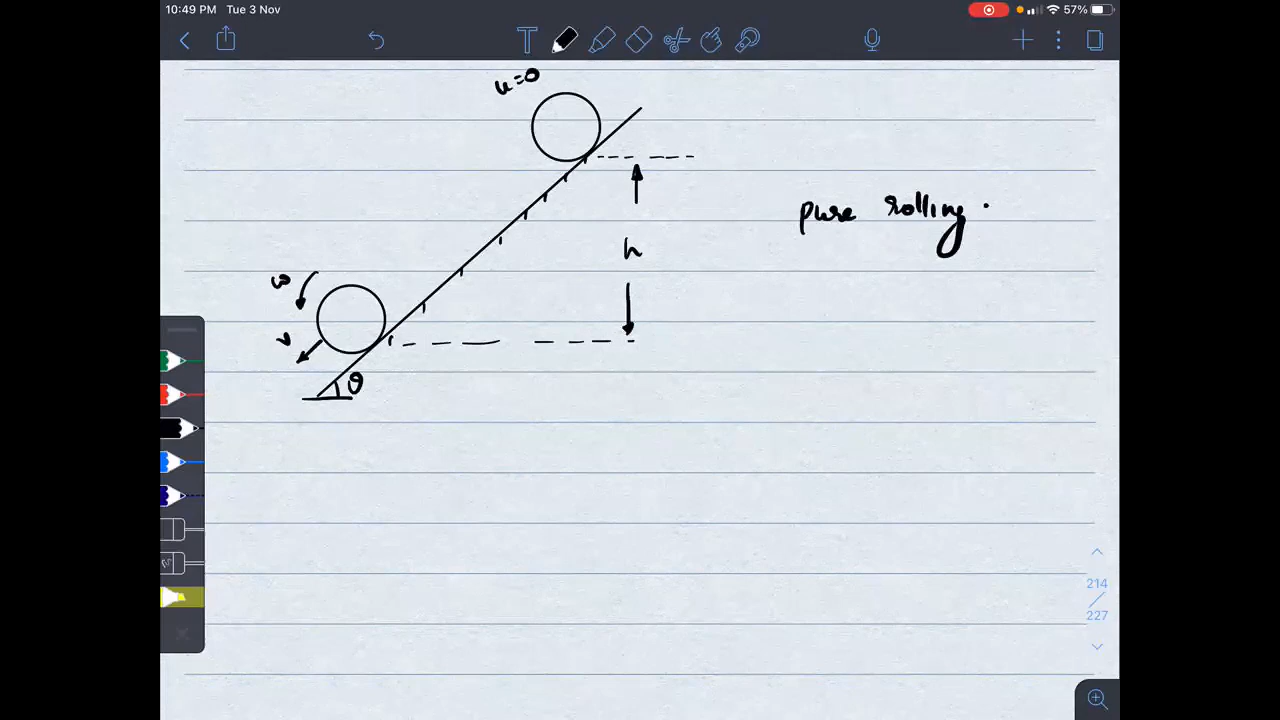 10:49 PM Tue 3 Nov
57%
T
u=0
pure rolling.
h
ω
v
θ
214
227